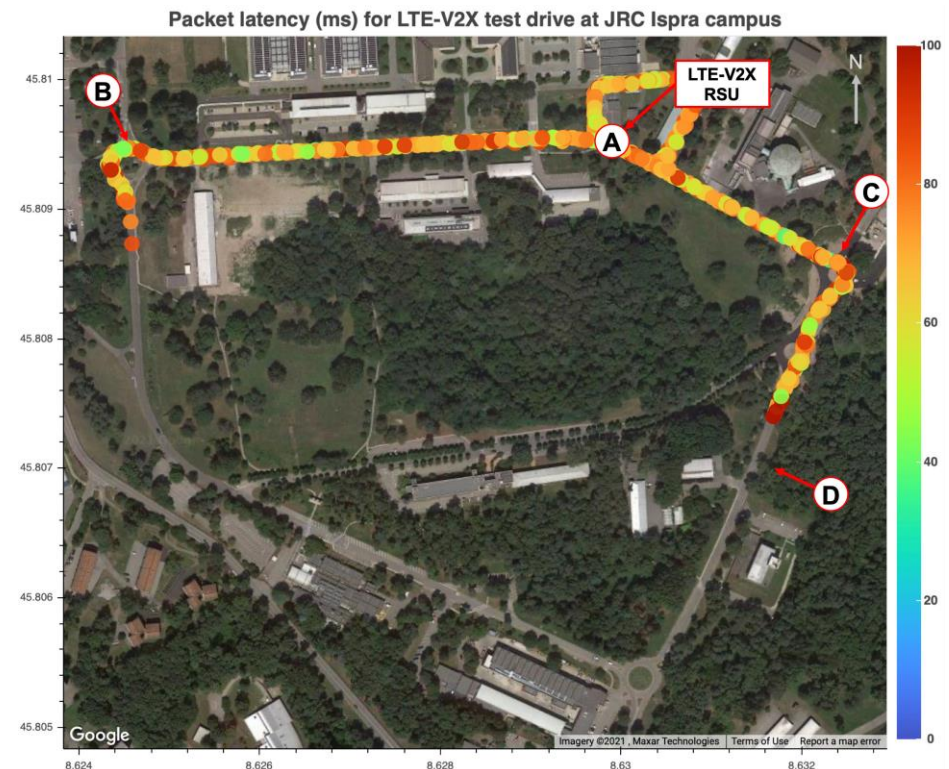 Packet latency (ms) for LTE-V2X test drive at JRC Ispra campus
45.81
45.809
45.808
45.807
45.806
45.805
8.624
8.626
8.628
8.63
8.632
B
LTE-V2X
RSU
A
N
C
D
100
80
60
40
20
0
Google
Imagery ©2021 , Maxar Technologies
Terms of Use
Report a map error